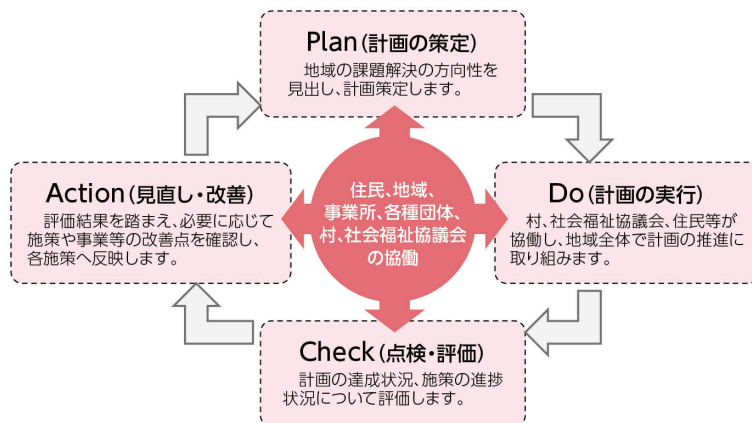 Plan(計画の策定)
地域の課題解決の方向性を
見出し、計画策定します。
Action(見直し・改善)
評価結果を踏まえ、必要に応じて
施策や事業等の改善点を確認し、
各施策へ反映します。
住民、地域、
事業所、各種団体、
村、社会福祉協議会
の協働
Do(計画の実行)
村、社会福祉協議会、住民等が
協働し、地域全体で計画の推進に
取り組みます。
Check(点検・評価)
計画の達成状況、施策の進捗
状況について評価します。